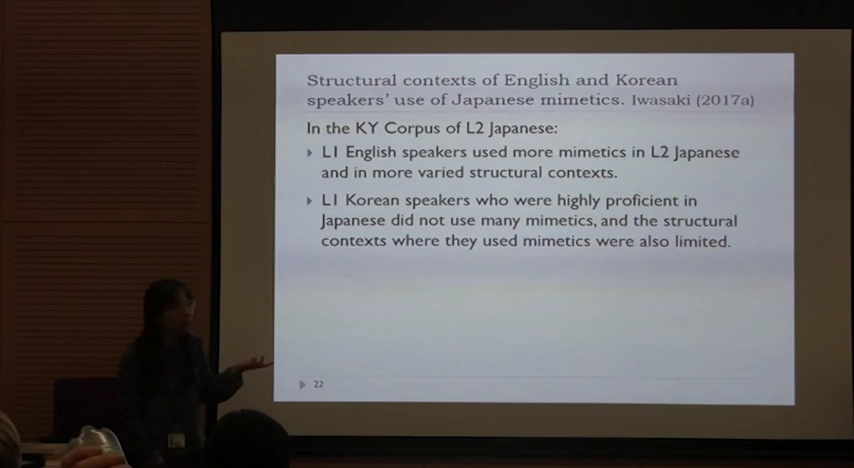 Structural contexts of English and Korean
speakers' use of Japanese mimetics. Iwasaki (2017a)
In the KY Corpus of L2 Japanese:
L1 English speakers used more mimetics in L2 Japanese
and in more varied structural contexts.
L1 Korean speakers who were highly proficient in
Japanese did not use many mimetics, and the structural
contexts where they used mimetics were also limited.
22